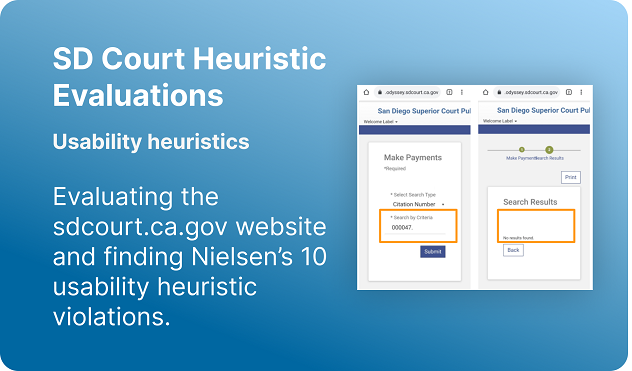 SD Court Heuristic
Evaluations
Usability heuristics
Evaluating the
sdcourt.ca.gov website
and finding Nielsen’s 10
usability heuristic
violations.
.odyssey.sdcourt.ca.gov
San Diego Superior Court Pul
Welcome Label
Make Payments
*Required
* Select Search Type
Citation Number
* Search by Criteria
000047.
Submit
.odyssey.sdcourt.ca.gov
San Diego Superior Court Pul
Welcome Label
Make Payments Search Results
Print
Search Results
No results found.
Back